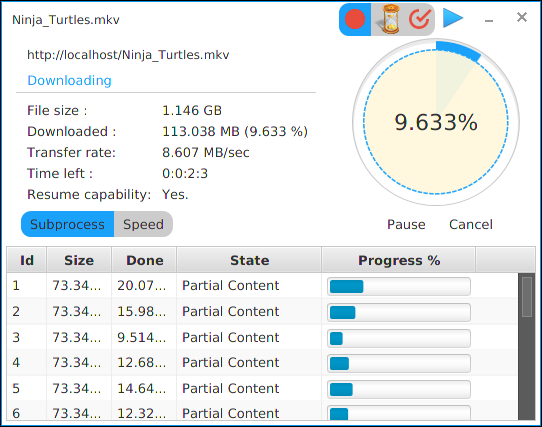 Ninja_Turtles.mkv
http://localhost/Ninja_Turtles.mkv
Downloading
File size : 1.146 GB
Downloaded : 113.038 MB (9.633 %)
Transfer rate: 8.607 MB/sec
Time left : 0:0:2:3
Resume capability: Yes.
9.633%
Subprocess Speed
Pause Cancel
Id Size Done State Progress %
1 73.34... 20.07... Partial Content
2 73.34... 15.98... Partial Content
3 73.34... 9.514... Partial Content
4 73.34... 12.68... Partial Content
5 73.34... 14.64... Partial Content
6 73.34... 12.32... Partial Content